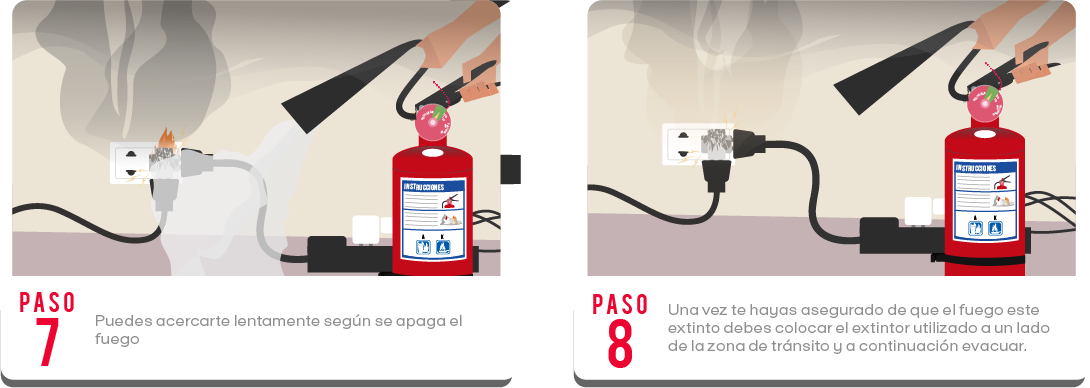 INSTRUCCIONES
A K
PASO
7
Puedes acercarte lentamente según se apaga el
fuego
INSTRUCCIONES
A K
PASO
8
Una vez te hayas asegurado de que el fuego este
extinto debes colocar el extintor utilizado a un lado
de la zona de tránsito y a continuación evacuar.